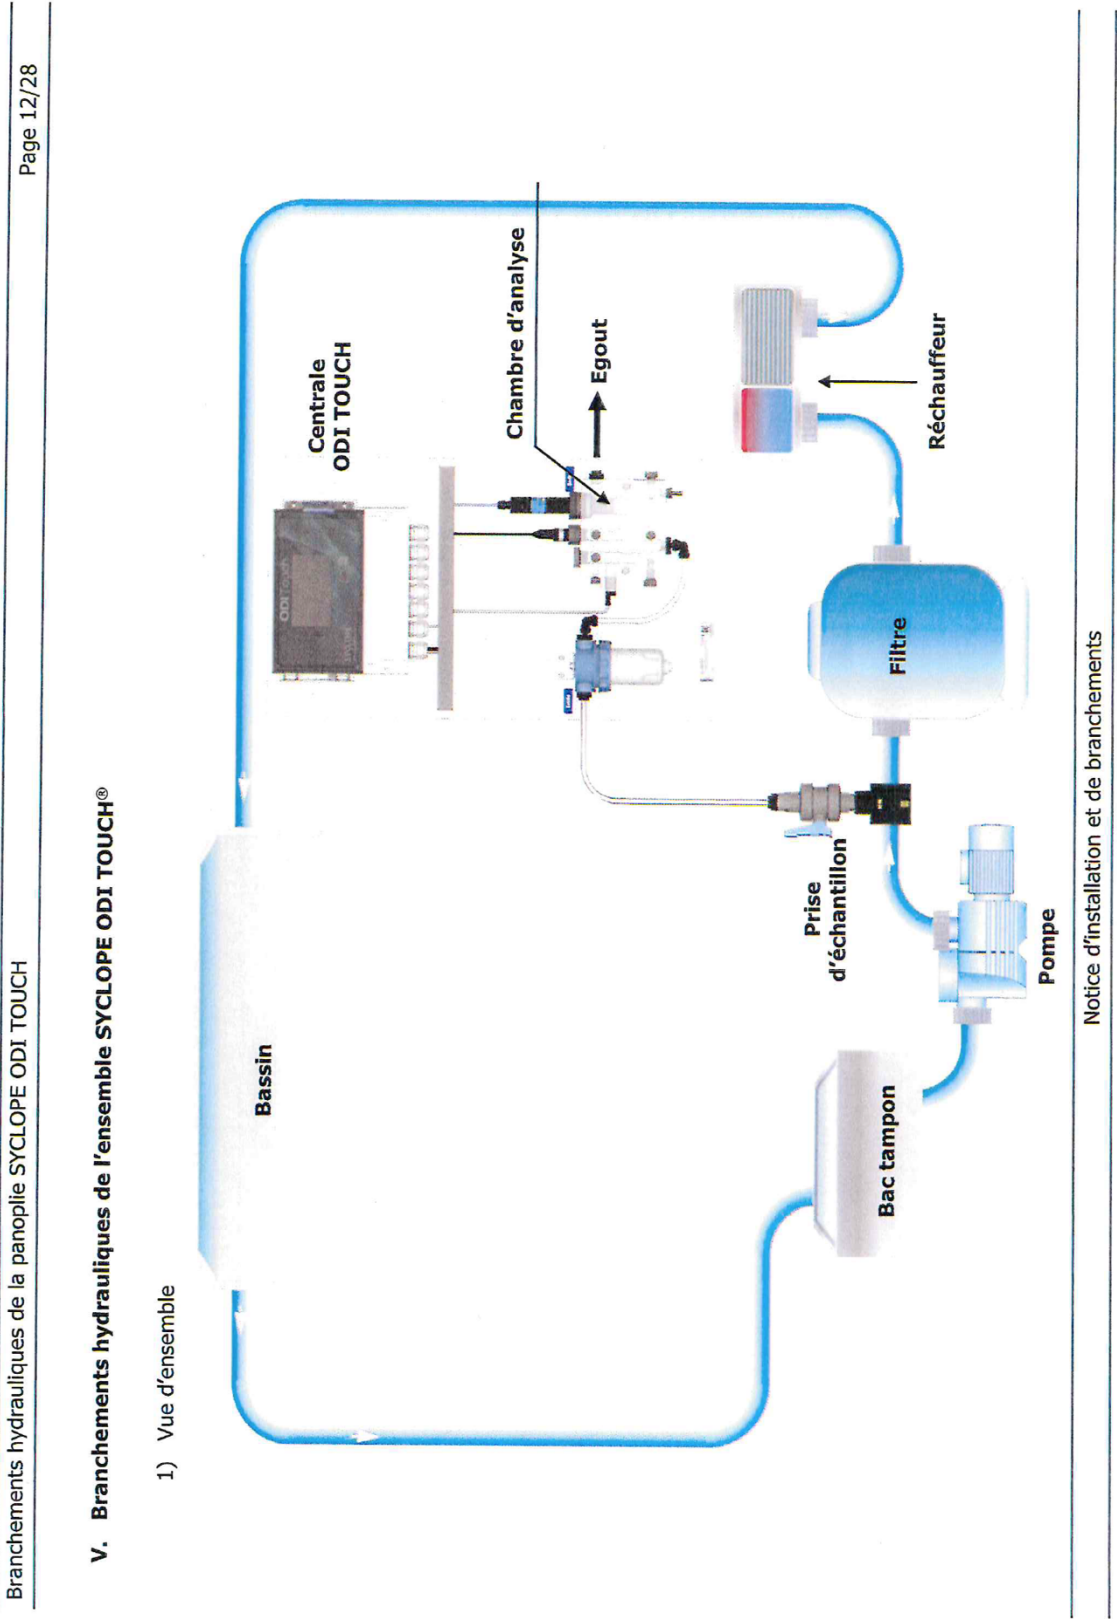 Branchements hydrauliques de la panoplie SYCLOPE ODI TOUCH
Page 12/28
V. Branchements hydrauliques de l'ensemble SYCLOPE ODI TOUCH®
1) Vue d'ensemble
Bassin
Centrale
ODI TOUCH
ODITouch
Chambre d'analyse
Egout
Prise
d'échantillon
Réchauffeur
Filtre
Bac tampon
Pompe
Notice d'installation et de branchements